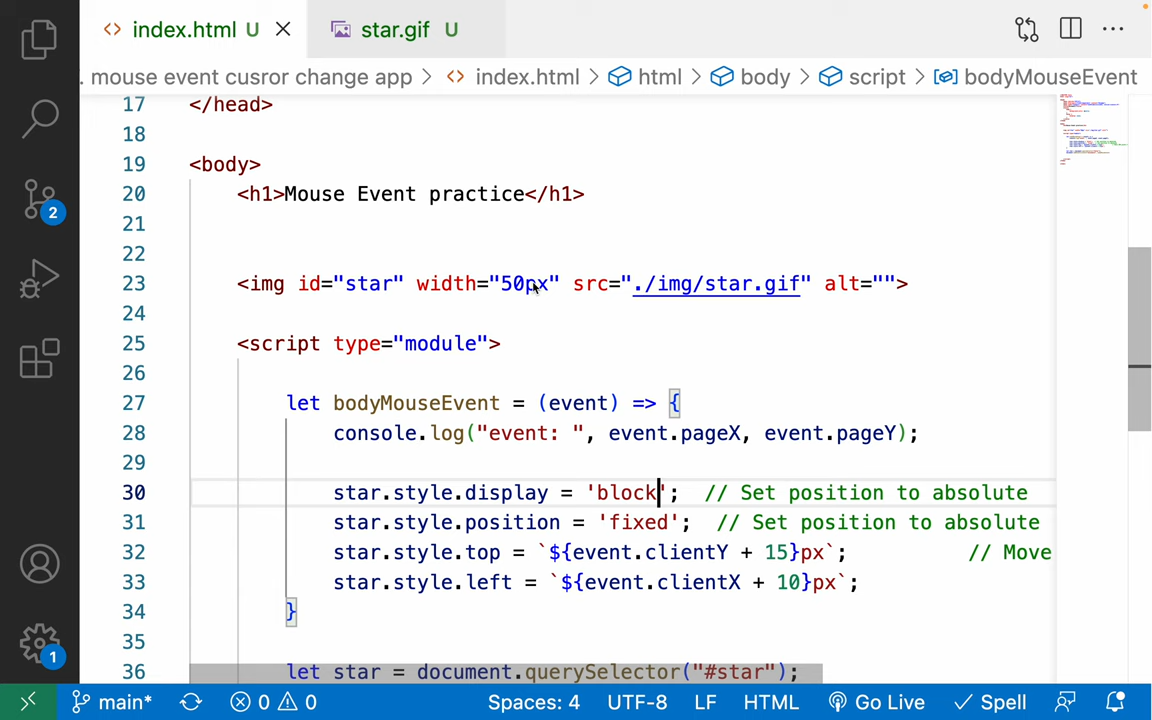 index.html U
star.gif U
. mouse event cusror change app > index.html > html > body > script > bodyMouseEvent
17 </head>
18
19 <body>
20 <h1>Mouse Event practice</h1>
21
22
23 <img id="star" width="50px" src="./img/star.gif" alt="">
24
25 <script type="module">
26
27 let bodyMouseEvent = (event) => {
28 console.log("event: ", event.pageX, event.pageY);
29
30 star.style.display = 'block'; // Set position to absolute
31 star.style.position = 'fixed'; // Set position to absolute
32 star.style.top = `${event.clientY + 15}px`; // Move
33 star.style.left = `${event.clientX + 10}px`;
34 }
35
36 let star = document.querySelector("#star");
2
1
main* 0 0 Spaces: 4 UTF-8 LF HTML Go Live Spell